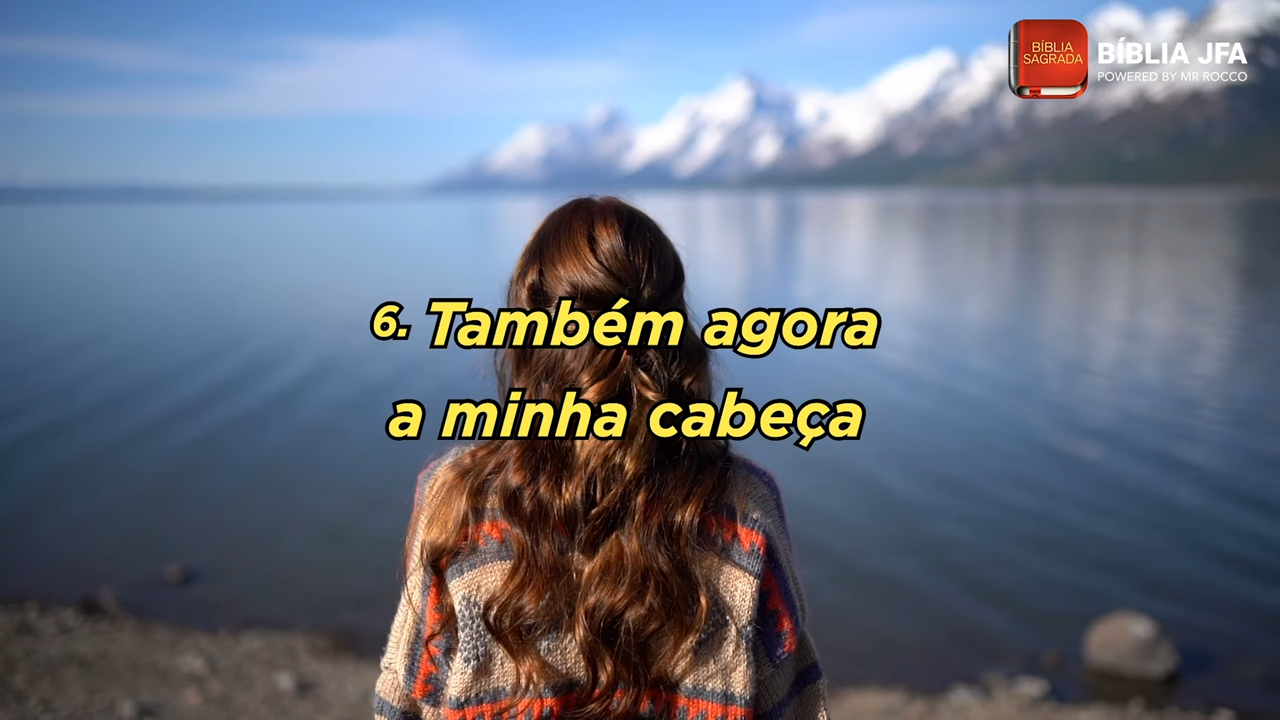 BÍBLIA
SAGRADA
BÍBLIA JFA
POWERED BY MR ROCCO
6. Também agora
a minha cabeça